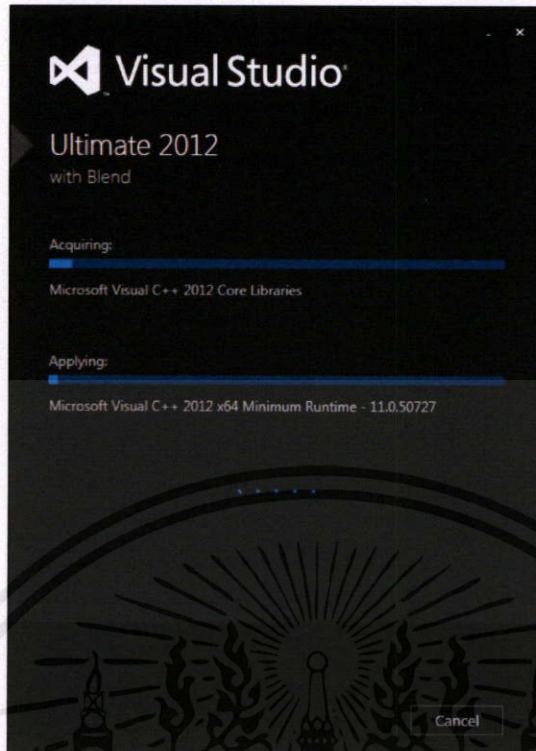 Visual Studio
Ultimate 2012
with Blend
Acquiring:
Microsoft Visual C++ 2012 Core Libraries
Applying:
Microsoft Visual C++ 2012 x64 Minimum Runtime - 11.0.50727
Cancel